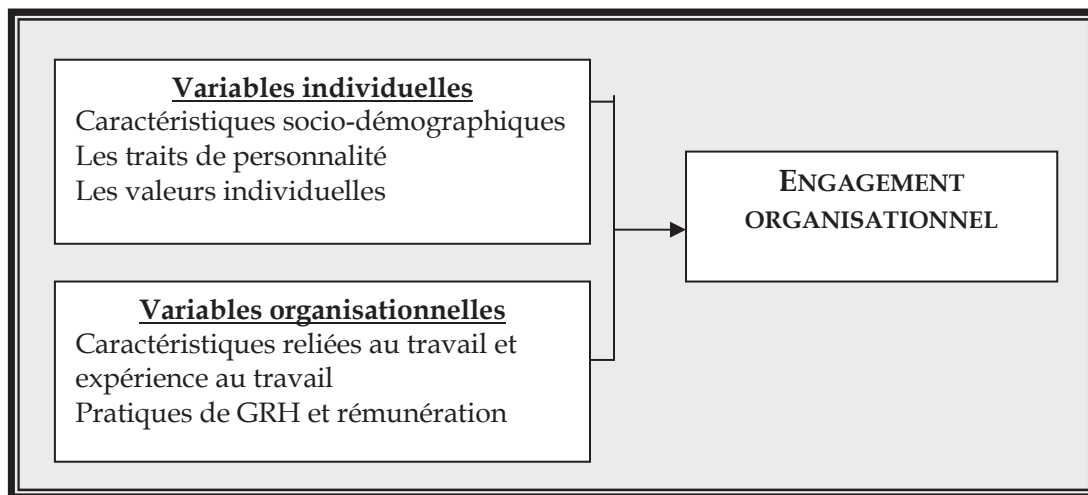 Variables individuelles
Caractéristiques socio-démographiques
Les traits de personnalité
Les valeurs individuelles
Variables organisationnelles
Caractéristiques reliées au travail et
expérience au travail
Pratiques de GRH et rémunération
ENGAGEMENT
ORGANISATIONNEL